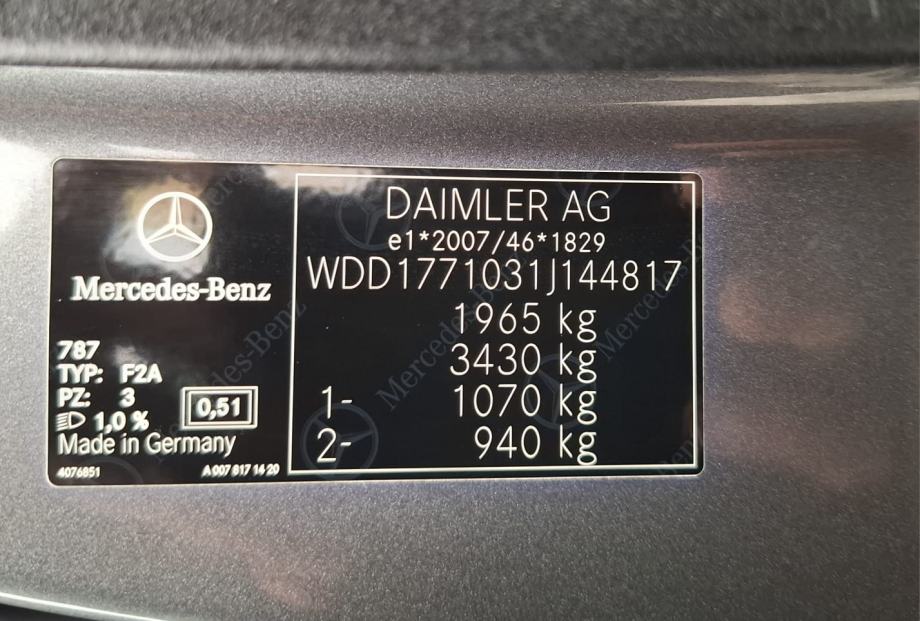 Mercedes-Benz
787
TYP: F2A
PZ: 3
1,0 %
0,51
Made in Germany
4076851
A 007 817 14 20
DAIMLER AG
e1*2007/46*1829
WDD1771031J144817
1965 kg
3430 kg
1- 1070 kg
2- 940 kg